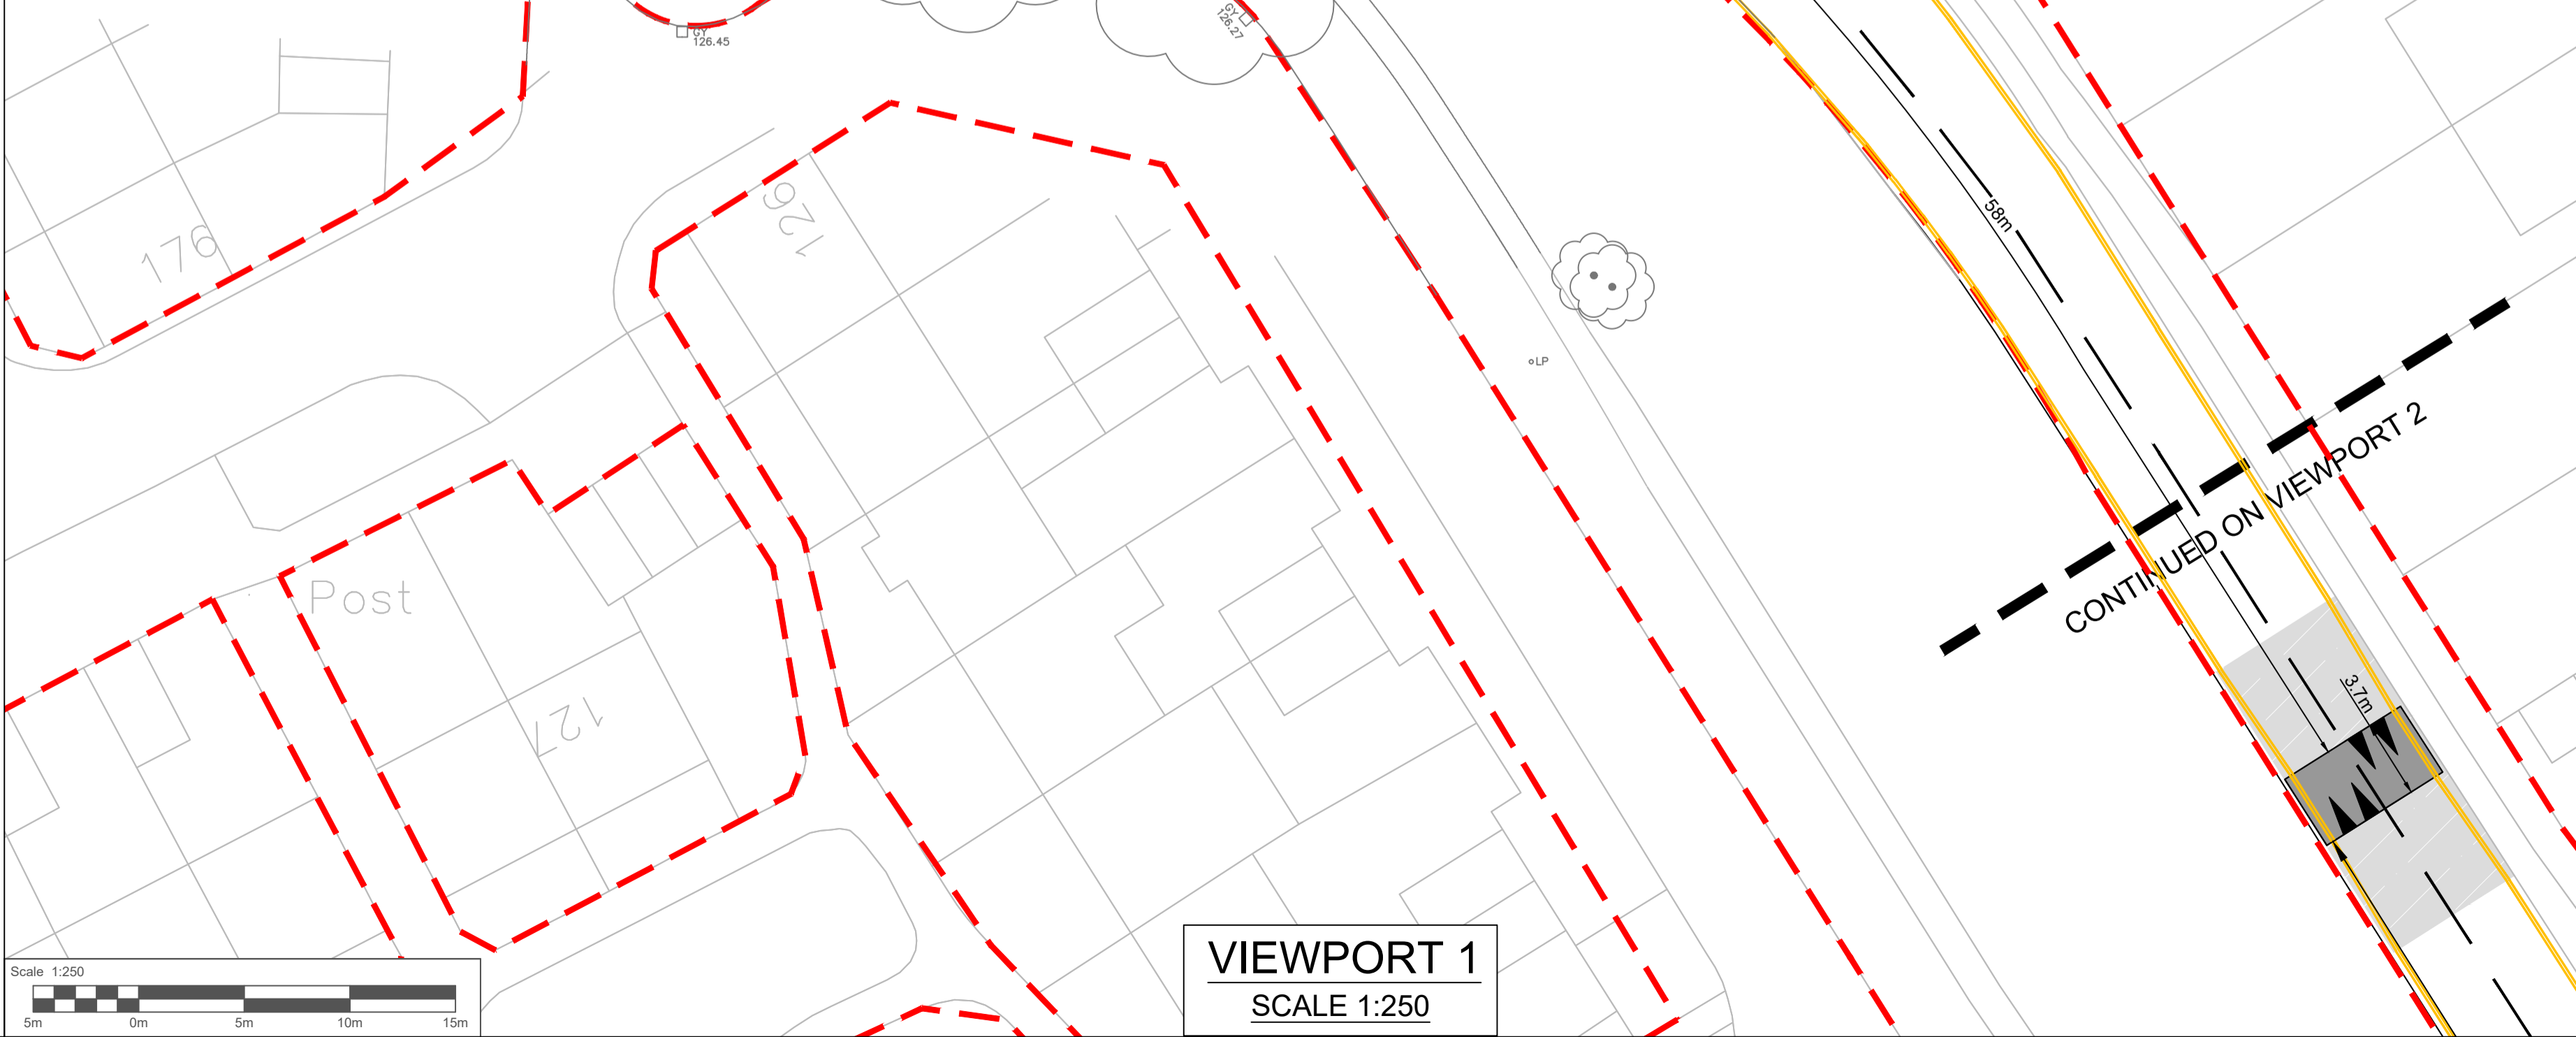 GY
126.45
GY
126.27
176
126
58m
LP
CONTINUED ON VIEWPORT 2
Post
127
3.7m
VIEWPORT 1
SCALE 1:250
Scale 1:250
5m 0m 5m 10m 15m